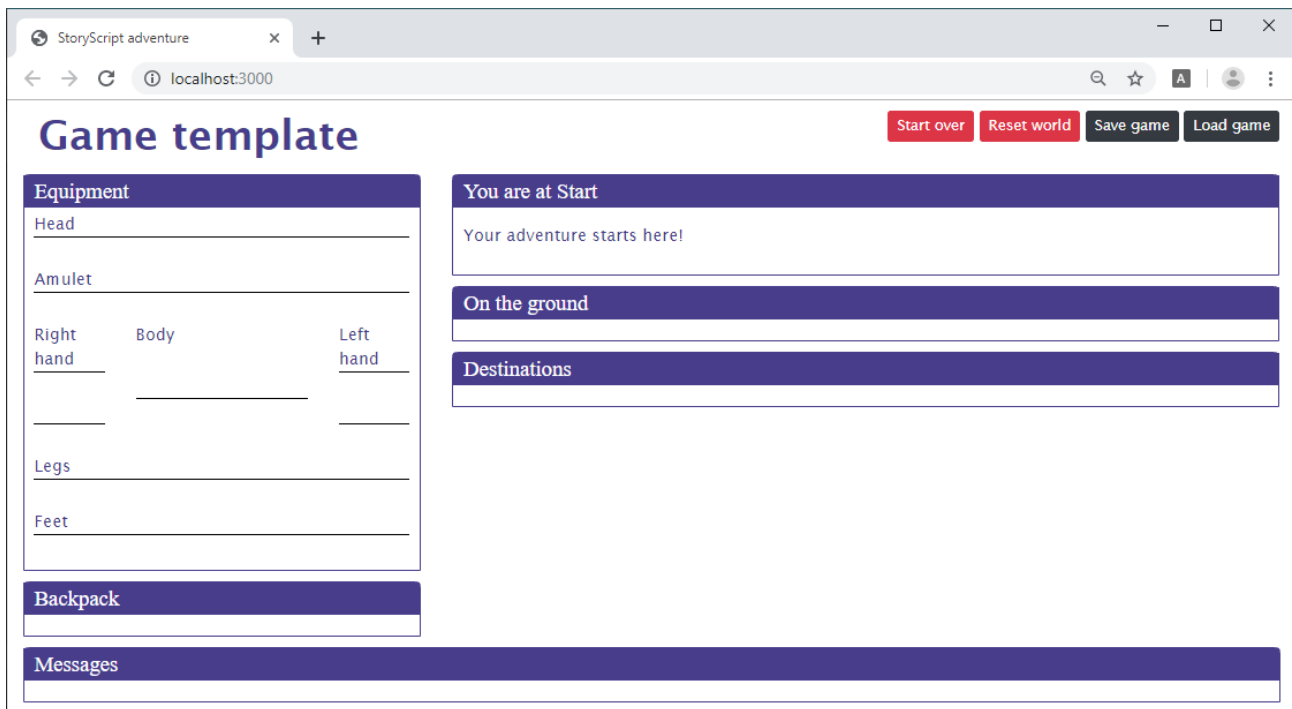 StoryScript adventure
localhost:3000
A
Game template
Start over Reset world Save game Load game
Equipment
Head
Amulet
Right hand
Body
Left hand
Legs
Feet
Backpack
You are at Start
Your adventure starts here!
On the ground
Destinations
Messages